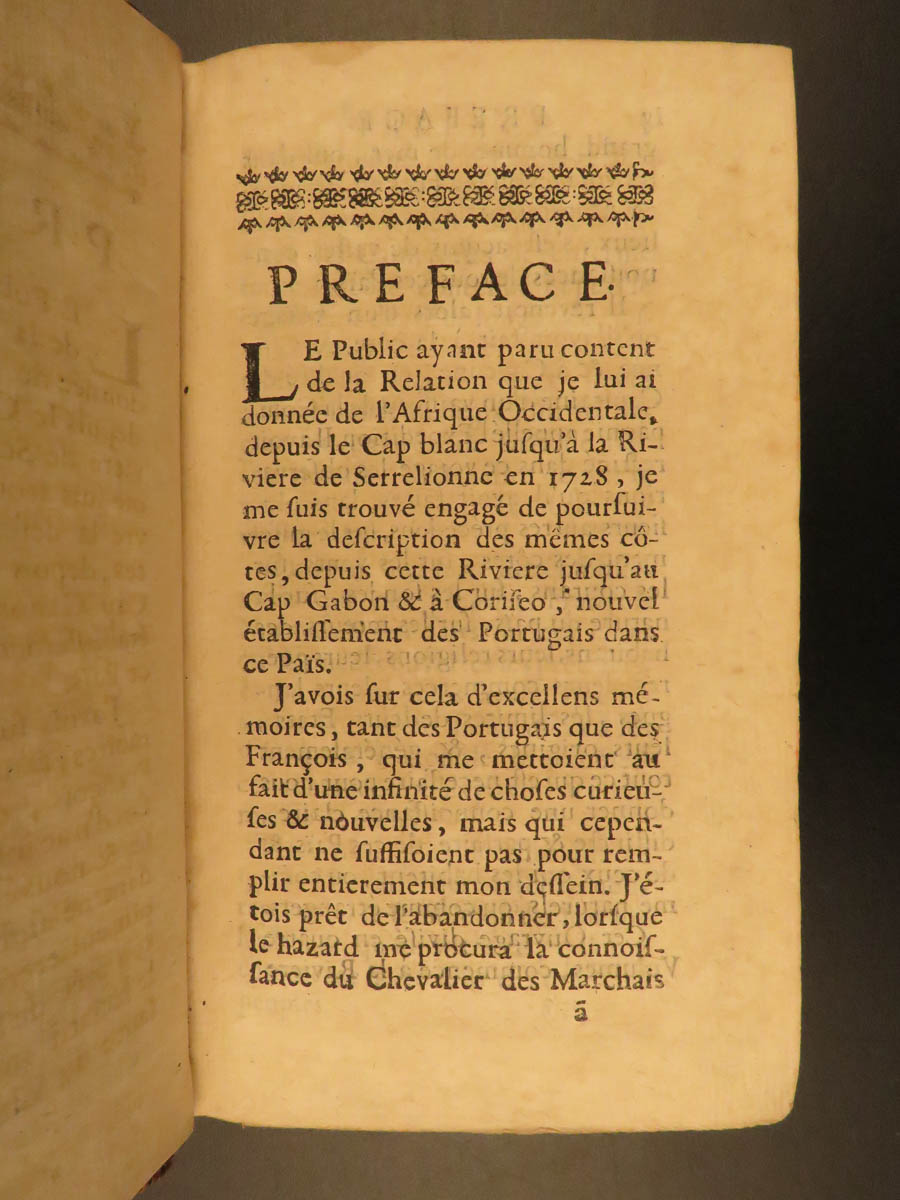 PREFACE.
LE Public ayant paru content
de la Relation que je lui ai
donnée de l'Afrique Occidentale,
depuis le Cap blanc juſqu'à la Ri-
viere de Serrelionne en 1728, je
me ſuis trouvé engagé de pourſui-
vre la deſcription des mêmes cô-
tes, depuis cette Riviere juſqu'au
Cap Gabon & à Coriſeo, nouvel
établiſſement des Portugais dans
ce Païs.
J'avois ſur cela d'excellens mé-
moires, tant des Portugais que des
François, qui me mettoient au
fait d'une infinité de choſes curieu-
ſes & nouvelles, mais qui cepen-
dant ne ſuffiſoient pas pour rem-
plir entierement mon deſſein. J'é-
tois prêt de l'abandonner, lorſque
le hazard me procura la connoiſ-
ſance du Chevalier des Marchais
ã